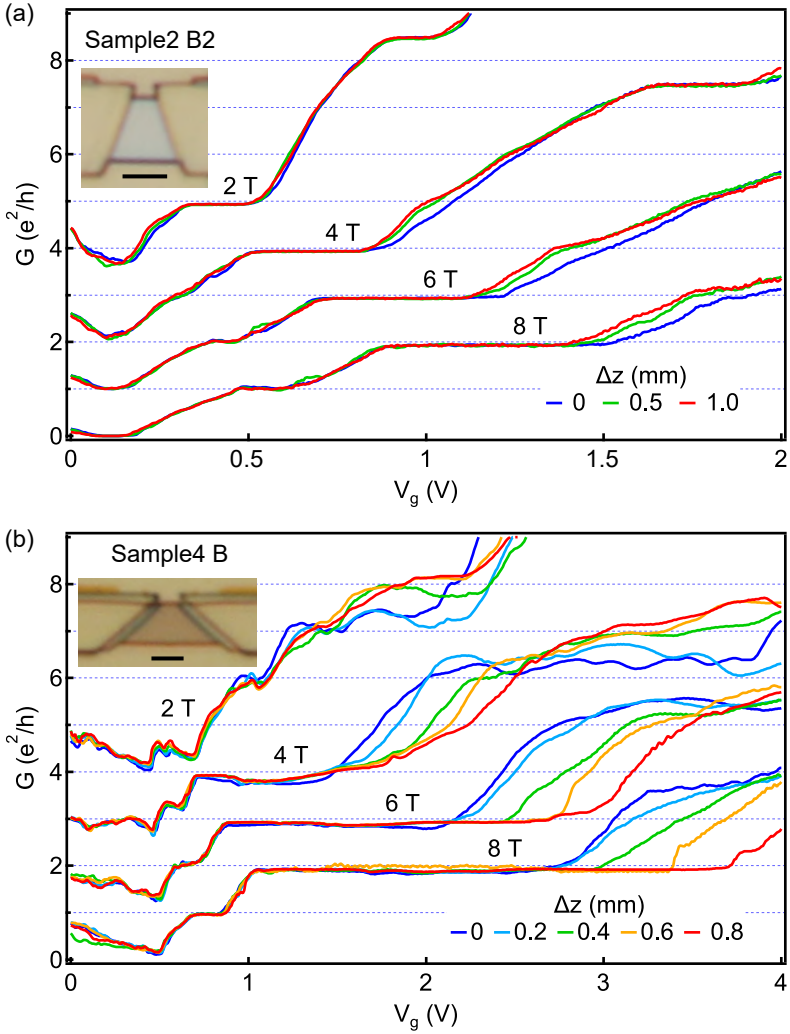 (a)
Sample2 B2
8
6
4
2
0
G (e²/h)
2 T
4 T
6 T
8 T
Δz (mm)
0 0.5 1.0
0 0.5 1 1.5 2
Vg (V)
(b)
Sample4 B
8
6
4
2
0
G (e²/h)
2 T
4 T
6 T
8 T
Δz (mm)
0 0.2 0.4 0.6 0.8
0 1 2 3 4
Vg (V)